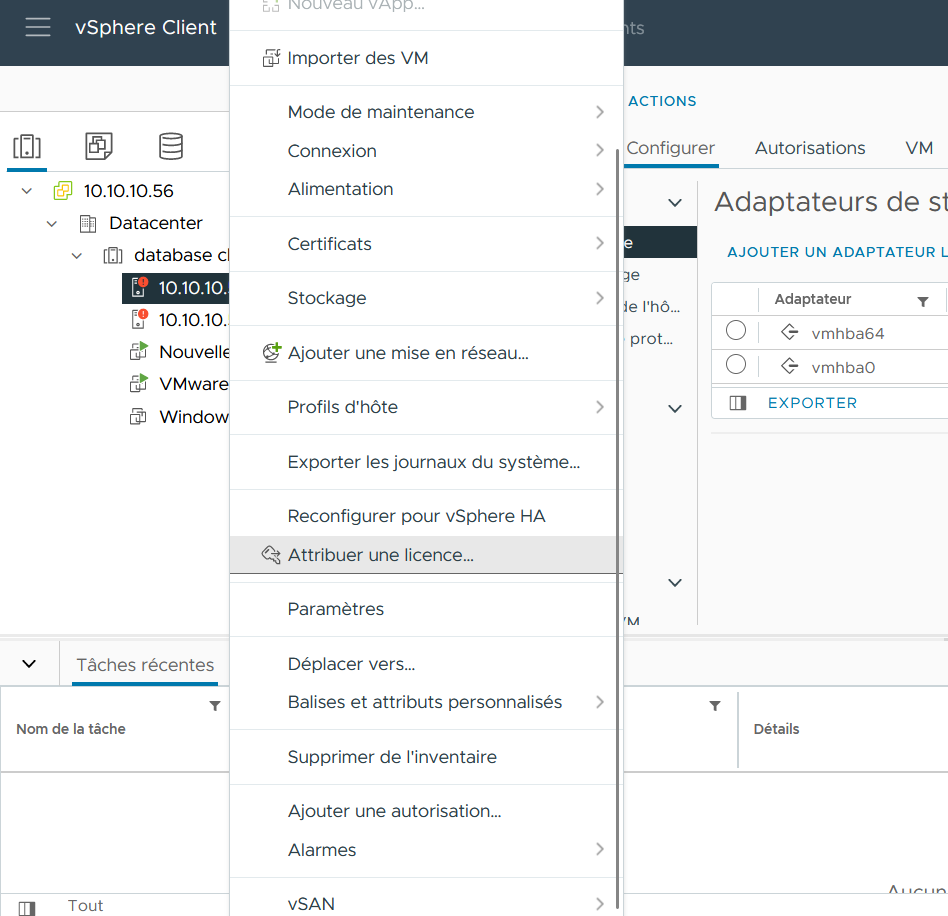 vSphere Client
Nouveau vApp...
Importer des VM
Mode de maintenance
Connexion
Alimentation
Certificats
Stockage
Ajouter une mise en réseau...
Profils d'hôte
Exporter les journaux du système...
Reconfigurer pour vSphere HA
Attribuer une licence...
Paramètres
Déplacer vers...
Balises et attributs personnalisés
Supprimer de l'inventaire
Ajouter une autorisation...
Alarmes
vSAN
10.10.10.56
Datacenter
database cl
10.10.10.
10.10.10.
Nouvelle
VMware
Window
ACTIONS
Configurer
Autorisations
VM
Adaptateurs de st
AJOUTER UN ADAPTATEUR L
Adaptateur
vmhba64
vmhba0
EXPORTER
de l'hô...
prot...
VM
Tâches récentes
Nom de la tâche
Détails
Aucun
Tout